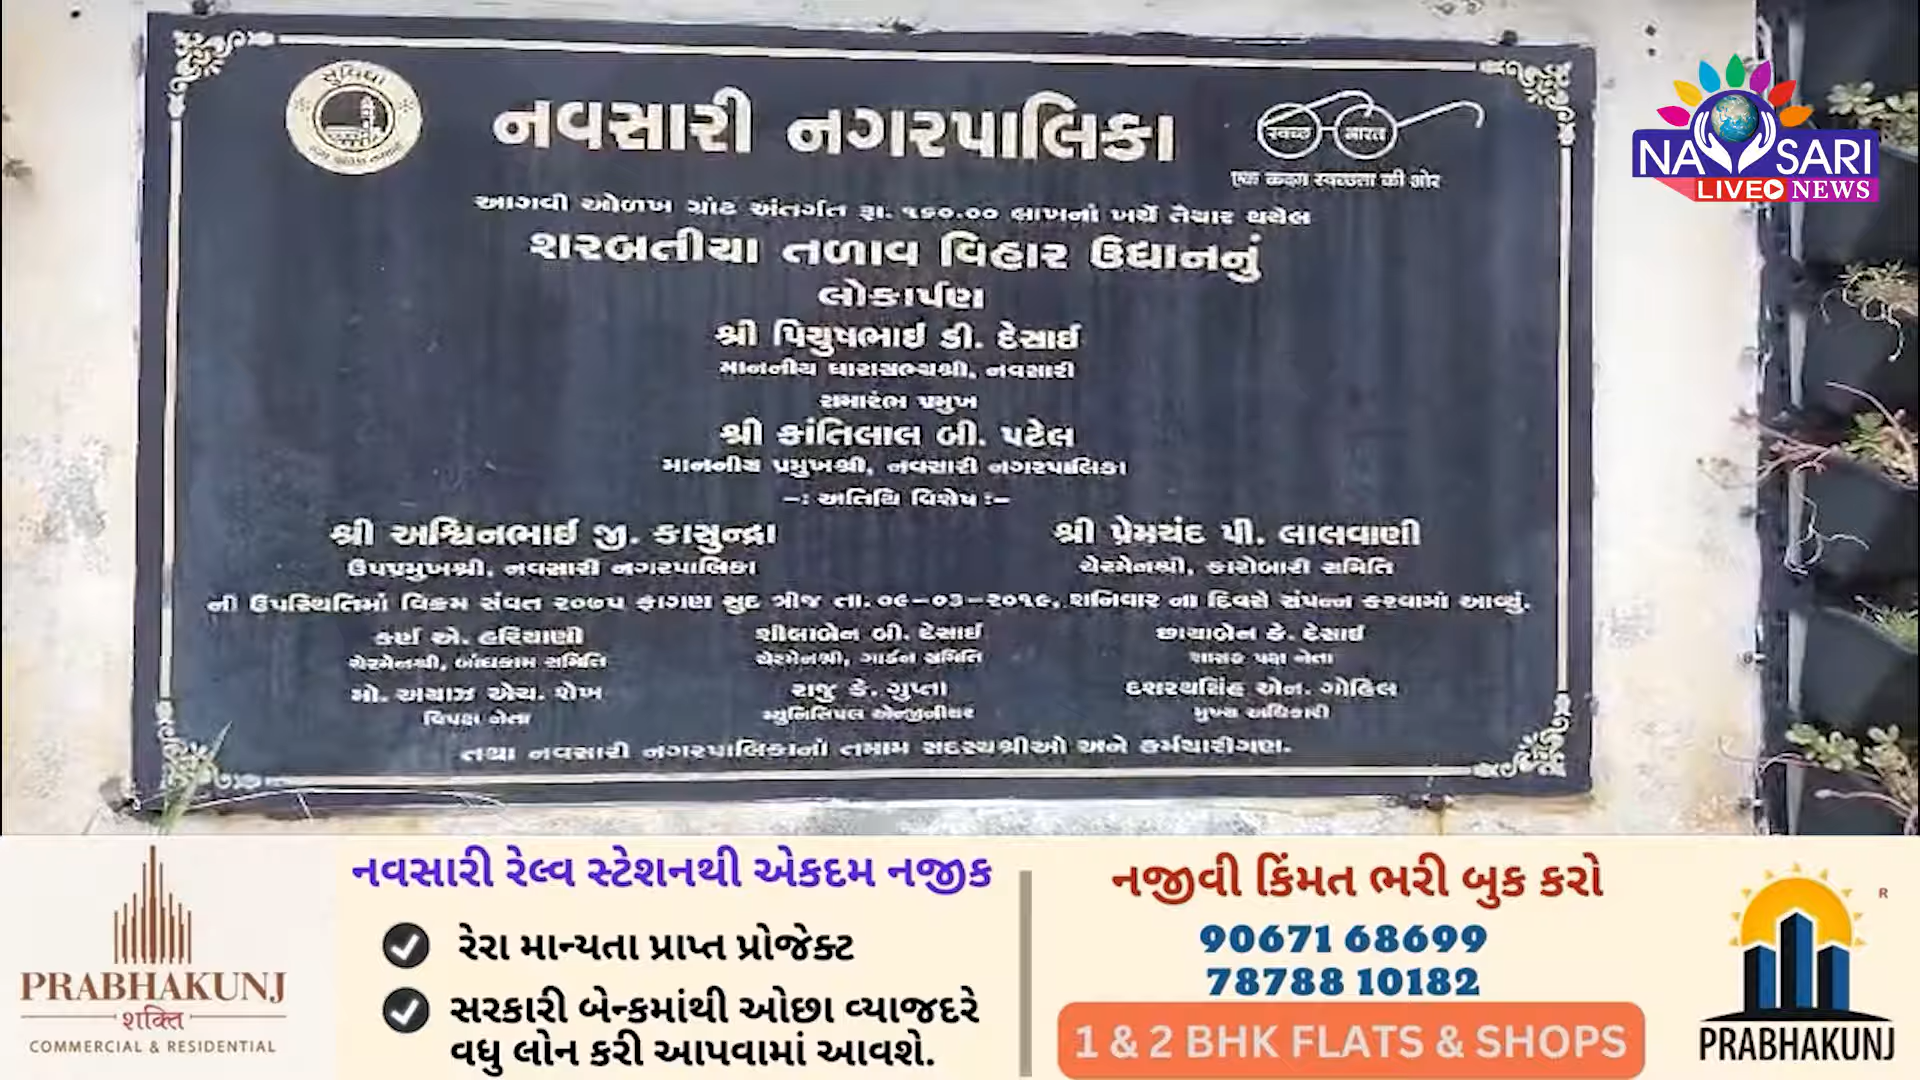 સુવિધા
નવસારી નગરપાલિકા
स्वच्छ भारत
एक कदम स्वच्छता की ओर
NAVSARI
LIVE NEWS
આગવી ઓળખ ગ્રાંટ અંતર્ગત રૂા. ૧૬૦.૦૦ લાખનાં ખર્ચે તૈયાર થયેલ
શરબતીયા તળાવ વિહાર ઉધાનનું
લોકાર્પણ
શ્રી પિયુષભાઇ ડી. દેસાઇ
માનનીય ધારાસભ્યશ્રી, નવસારી
સમારંભ પ્રમુખ
શ્રી કાંતિલાલ બી. પટેલ
માનનીય પ્રમુખશ્રી, નવસારી નગરપાલિકા
-: અતિથિ વિશેષ :-
શ્રી અશ્વિનભાઇ જી. કાસુન્દ્રા
શ્રી પ્રેમચંદ પી. લાલવાણી
ઉપપ્રમુખશ્રી, નવસારી નગરપાલિકા
ચેરમેનશ્રી, કારોબારી સમિતિ
ની ઉપસ્થિતિમાં વિક્રમ સંવત ૨૦૭૫ ફાગણ સુદ ત્રીજ તા. ૦૯-૦૩-૨૦૧૯, શનિવાર ના દિવસે સંપન્ન કરવામાં આવ્યું.
કર્ણ એ. હરિયાણી
શીલાબેન બી. દેસાઇ
છાયાબેન કે. દેસાઇ
ચેરમેનશ્રી, બાંધકામ સમિતિ
ચેરમેનશ્રી, ગાર્ડન સમિતિ
શાસક પક્ષ નેતા
મો. અયાઝ એચ. શેખ
રાજુ કે. ગુપ્તા
દશરથસિંહ એન. ગોહિલ
વિપક્ષ નેતા
મ્યુનિસિપલ એન્જીનીયર
મુખ્ય અધિકારી
તથા નવસારી નગરપાલિકાનાં તમામ સદસ્યશ્રીઓ અને કર્મચારીગણ.
PRABHAKUNJ
શક્તિ
COMMERCIAL & RESIDENTIAL
નવસારી રેલ્વ સ્ટેશનથી એકદમ નજીક
રેરા માન્યતા પ્રાપ્ત પ્રોજેક્ટ
સરકારી બેન્કમાંથી ઓછા વ્યાજદરે
વધુ લોન કરી આપવામાં આવશે.
નજીવી કિંમત ભરી બુક કરો
90671 68699
78788 10182
1 & 2 BHK FLATS & SHOPS
R
PRABHAKUNJ